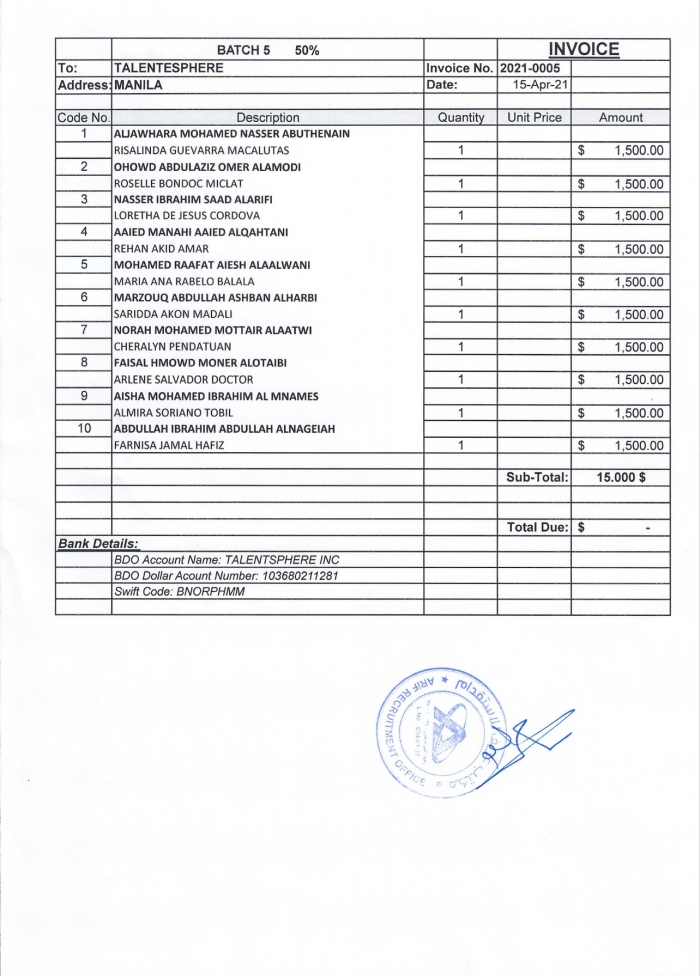 BATCH 5 50% INVOICE
To: TALENTESPHERE Invoice No. 2021-0005
Address: MANILA Date: 15-Apr-21
Code No. Description Quantity Unit Price Amount
1 ALJAWHARA MOHAMED NASSER ABUTHENAIN
RISALINDA GUEVARRA MACALUTAS 1 $ 1,500.00
2 OHOWD ABDULAZIZ OMER ALAMODI
ROSELLE BONDOC MICLAT 1 $ 1,500.00
3 NASSER IBRAHIM SAAD ALARIFI
LORETHA DE JESUS CORDOVA 1 $ 1,500.00
4 AAIED MANAHI AAIED ALQAHTANI
REHAN AKID AMAR 1 $ 1,500.00
5 MOHAMED RAAFAT AIESH ALAALWANI
MARIA ANA RABELO BALALA 1 $ 1,500.00
6 MARZOUQ ABDULLAH ASHBAN ALHARBI
SARIDDA AKON MADALI 1 $ 1,500.00
7 NORAH MOHAMED MOTTAIR ALAATWI
CHERALYN PENDATUAN 1 $ 1,500.00
8 FAISAL HMOWD MONER ALOTAIBI
ARLENE SALVADOR DOCTOR 1 $ 1,500.00
9 AISHA MOHAMED IBRAHIM AL MNAMES
ALMIRA SORIANO TOBIL 1 $ 1,500.00
10 ABDULLAH IBRAHIM ABDULLAH ALNAGEIAH
FARNISA JAMAL HAFIZ 1 $ 1,500.00
Sub-Total: 15.000 $
Total Due: $ -
Bank Details:
BDO Account Name: TALENTSPHERE INC
BDO Dollar Acount Number: 103680211281
Swift Code: BNORPHMM
ARIF RECRUITMENT OFFICE